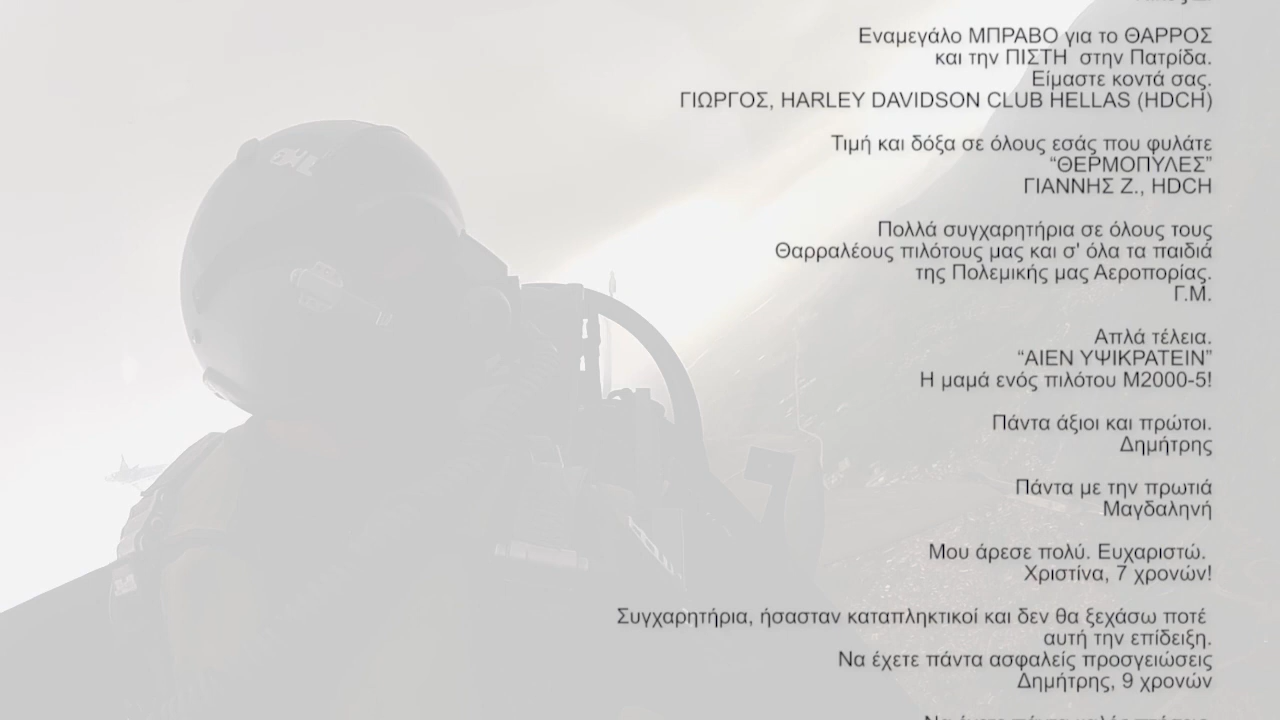 Εναμεγάλο ΜΠΡΑΒΟ για το ΘΑΡΡΟΣ
και την ΠΙΣΤΗ στην Πατρίδα.
Είμαστε κοντά σας.
ΓΙΩΡΓΟΣ, HARLEY DAVIDSON CLUB HELLAS (HDCH)
Τιμή και δόξα σε όλους εσάς που φυλάτε
“ΘΕΡΜΟΠΥΛΕΣ”
ΓΙΑΝΝΗΣ Ζ., HDCH
Πολλά συγχαρητήρια σε όλους τους
Θαρραλέους πιλότους μας και σ' όλα τα παιδιά
της Πολεμικής μας Αεροπορίας.
Γ.Μ.
Απλά τέλεια.
“ΑΙΕΝ ΥΨΙΚΡΑΤΕΙΝ”
Η μαμά ενός πιλότου Μ2000-5!
Πάντα άξιοι και πρώτοι.
Δημήτρης
Πάντα με την πρωτιά
Μαγδαληνή
Μου άρεσε πολύ. Ευχαριστώ.
Χριστίνα, 7 χρονών!
Συγχαρητήρια, ήσασταν καταπληκτικοί και δεν θα ξεχάσω ποτέ
αυτή την επίδειξη.
Να έχετε πάντα ασφαλείς προσγειώσεις
Δημήτρης, 9 χρονών